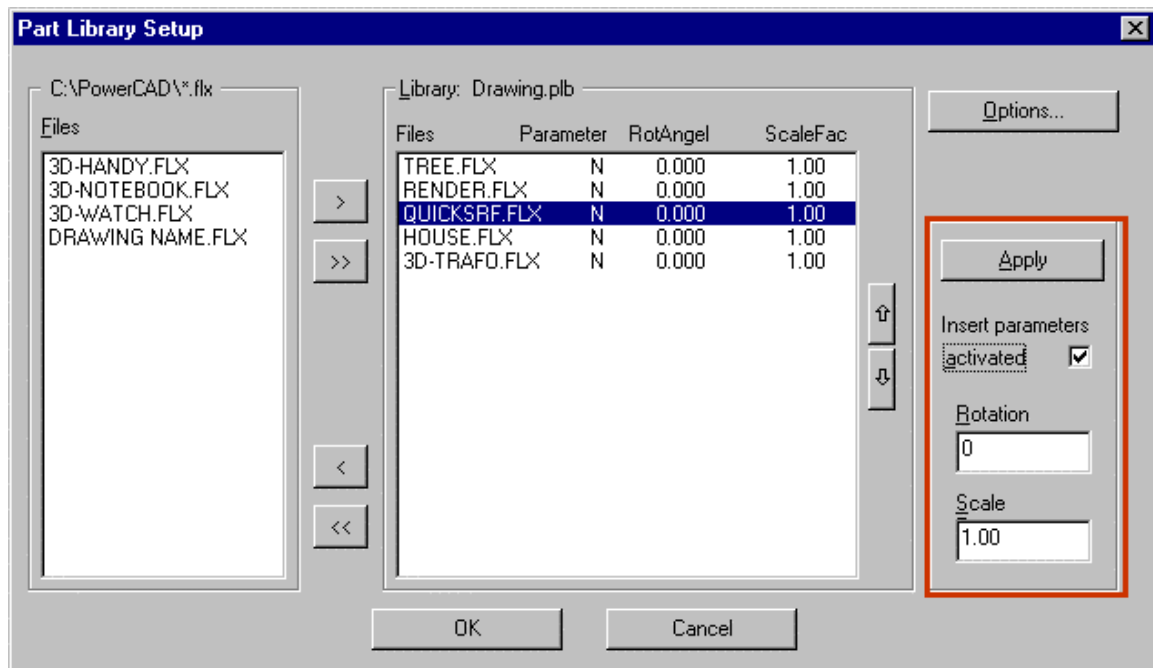 Part Library Setup
C:\PowerCAD\*.flx
Files
3D-HANDY.FLX
3D-NOTEBOOK.FLX
3D-WATCH.FLX
DRAWING NAME.FLX
>
>>
<
<<
Library: Drawing.plb
Files Parameter RotAngel ScaleFac
TREE.FLX N 0.000 1.00
RENDER.FLX N 0.000 1.00
QUICKSRF.FLX N 0.000 1.00
HOUSE.FLX N 0.000 1.00
3D-TRAFO.FLX N 0.000 1.00
Options...
Apply
Insert parameters
activated
Rotation
0
Scale
1.00
OK
Cancel